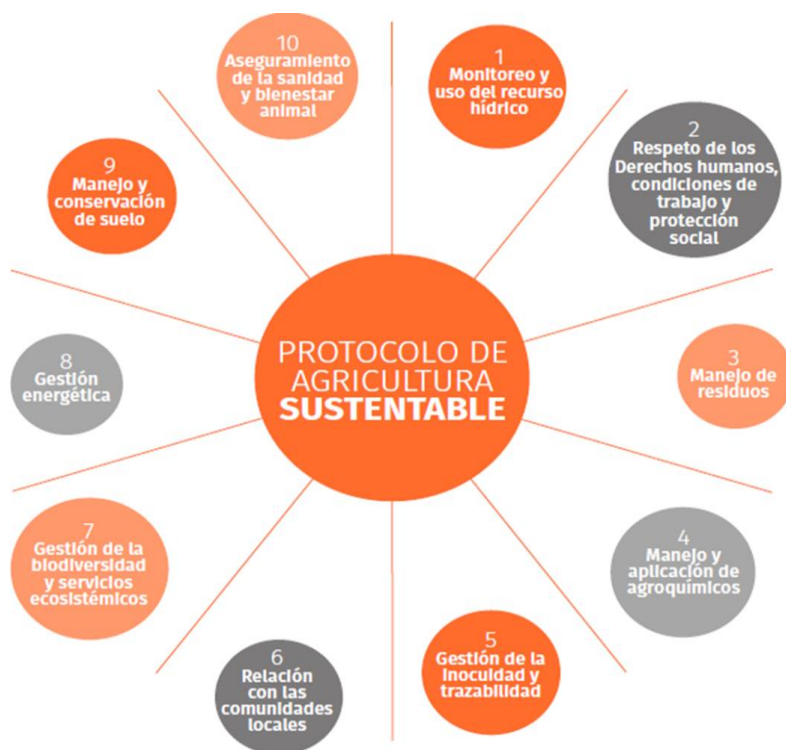 PROTOCOLO DE
AGRICULTURA
SUSTENTABLE
1
Monitoreo y
uso del recurso
hídrico
2
Respeto de los
Derechos humanos,
condiciones de
trabajo y
protección
social
3
Manejo de
residuos
4
Manejo y
aplicación de
agroquímicos
5
Gestión de la
inocuidad y
trazabilidad
6
Relación
con las
comunidades
locales
7
Gestión de la
biodiversidad
y servicios
ecosistémicos
8
Gestión
energética
9
Manejo y
conservación
de suelo
10
Aseguramiento
de la sanidad
y bienestar
animal